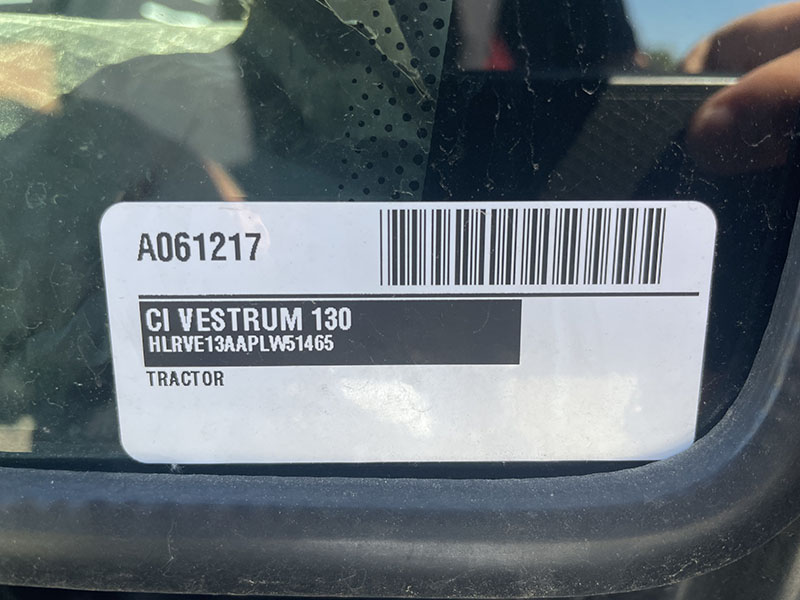 A061217
CI VESTRUM 130
HLRVE13AAPLW51465
TRACTOR